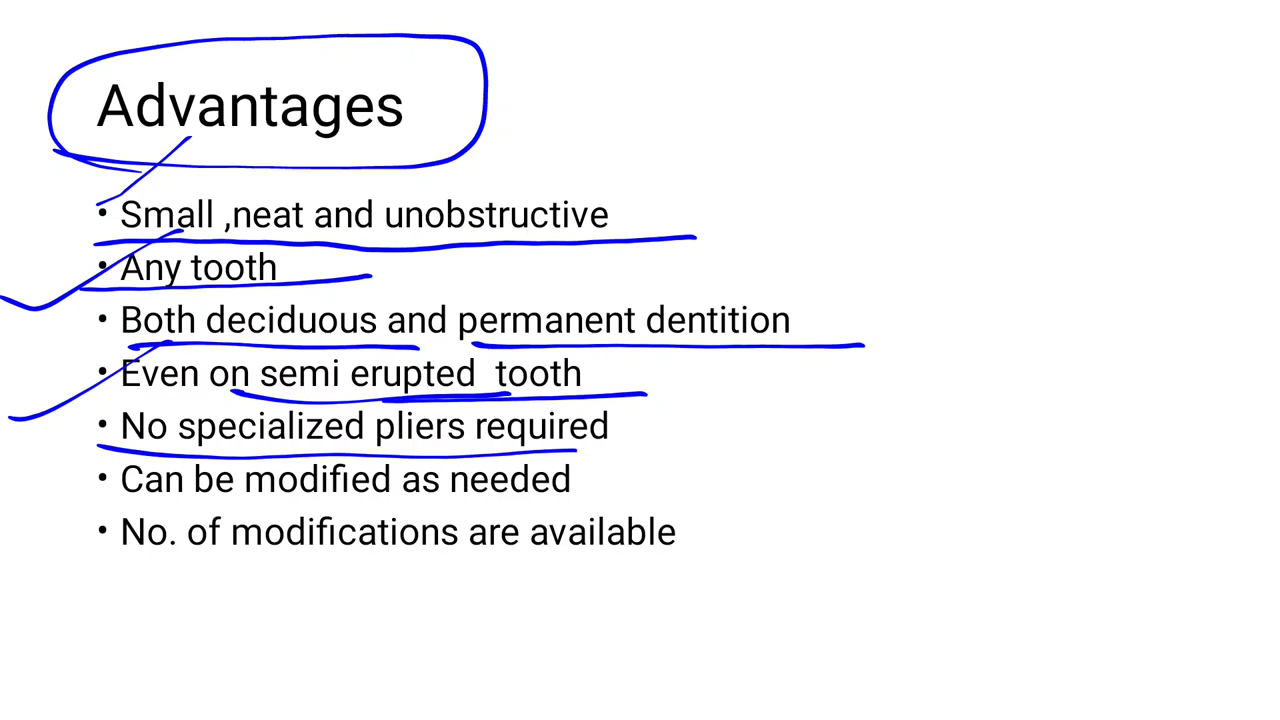 Advantages
• Small ,neat and unobstructive
• Any tooth
• Both deciduous and permanent dentition
• Even on semi erupted  tooth
• No specialized pliers required
• Can be modified as needed
• No. of modifications are available